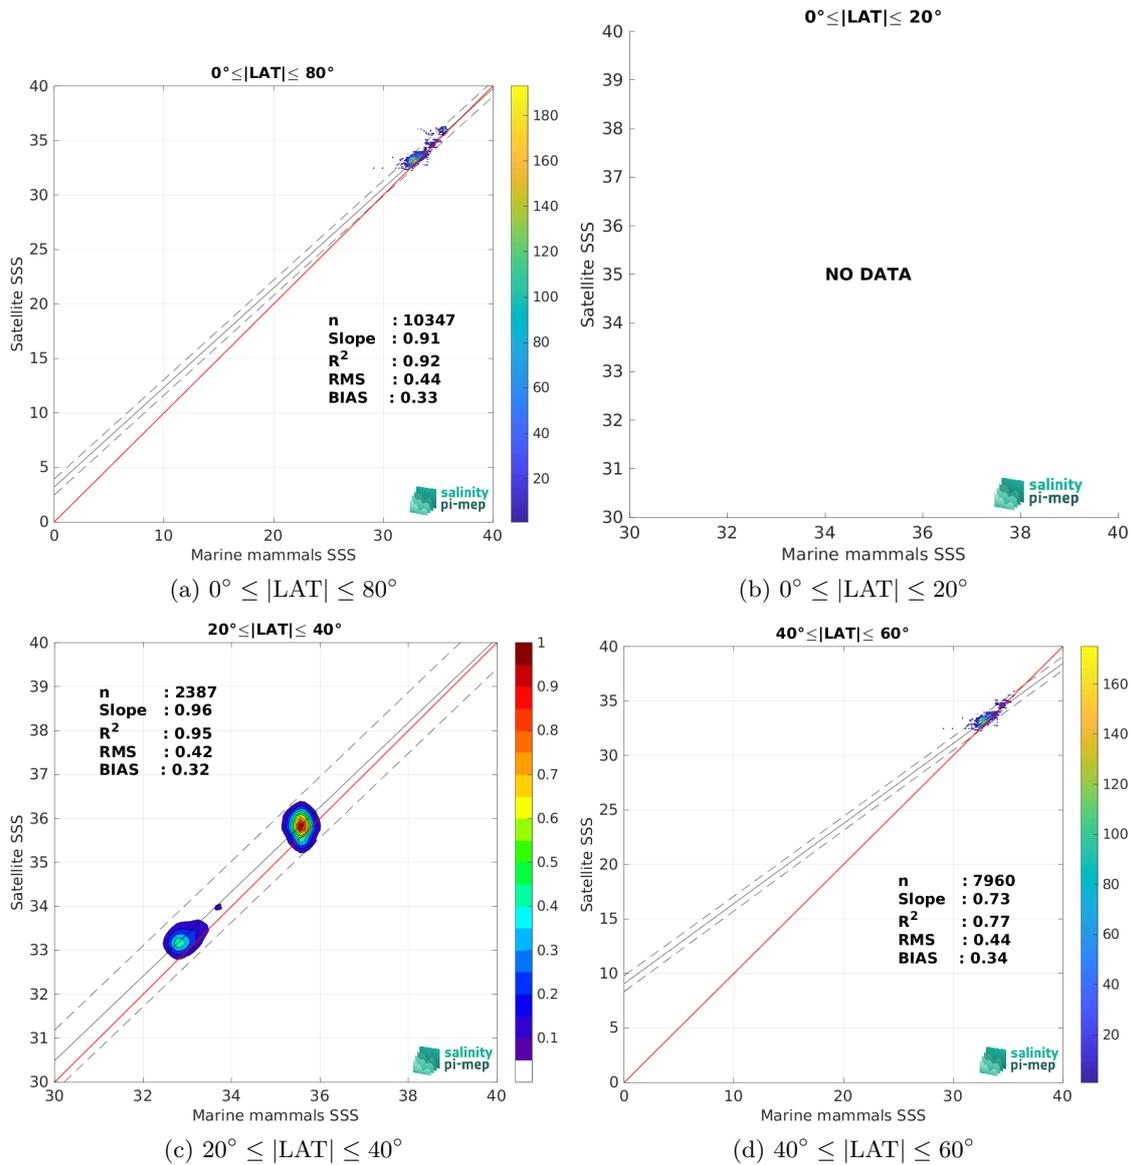 0°≤|LAT|≤ 80°
40
35
30
25
20
15
10
5
0
Satellite SSS
n : 10347
Slope : 0.91
R² : 0.92
RMS : 0.44
BIAS : 0.33
salinity
pi-mep
0 10 20 30 40
Marine mammals SSS
180
160
140
120
100
80
60
40
20
(a) 0° ≤ |LAT| ≤ 80°
0°≤|LAT|≤ 20°
40
39
38
37
36
35
34
33
32
31
30
Satellite SSS
NO DATA
salinity
pi-mep
30 32 34 36 38 40
Marine mammals SSS
(b) 0° ≤ |LAT| ≤ 20°
20°≤|LAT|≤ 40°
40
39
38
37
36
35
34
33
32
31
30
Satellite SSS
n : 2387
Slope : 0.96
R² : 0.95
RMS : 0.42
BIAS : 0.32
salinity
pi-mep
30 32 34 36 38 40
Marine mammals SSS
1
0.9
0.8
0.7
0.6
0.5
0.4
0.3
0.2
0.1
(c) 20° ≤ |LAT| ≤ 40°
40°≤|LAT|≤ 60°
40
35
30
25
20
15
10
5
0
Satellite SSS
n : 7960
Slope : 0.73
R² : 0.77
RMS : 0.44
BIAS : 0.34
salinity
pi-mep
0 10 20 30 40
Marine mammals SSS
160
140
120
100
80
60
40
20
(d) 40° ≤ |LAT| ≤ 60°